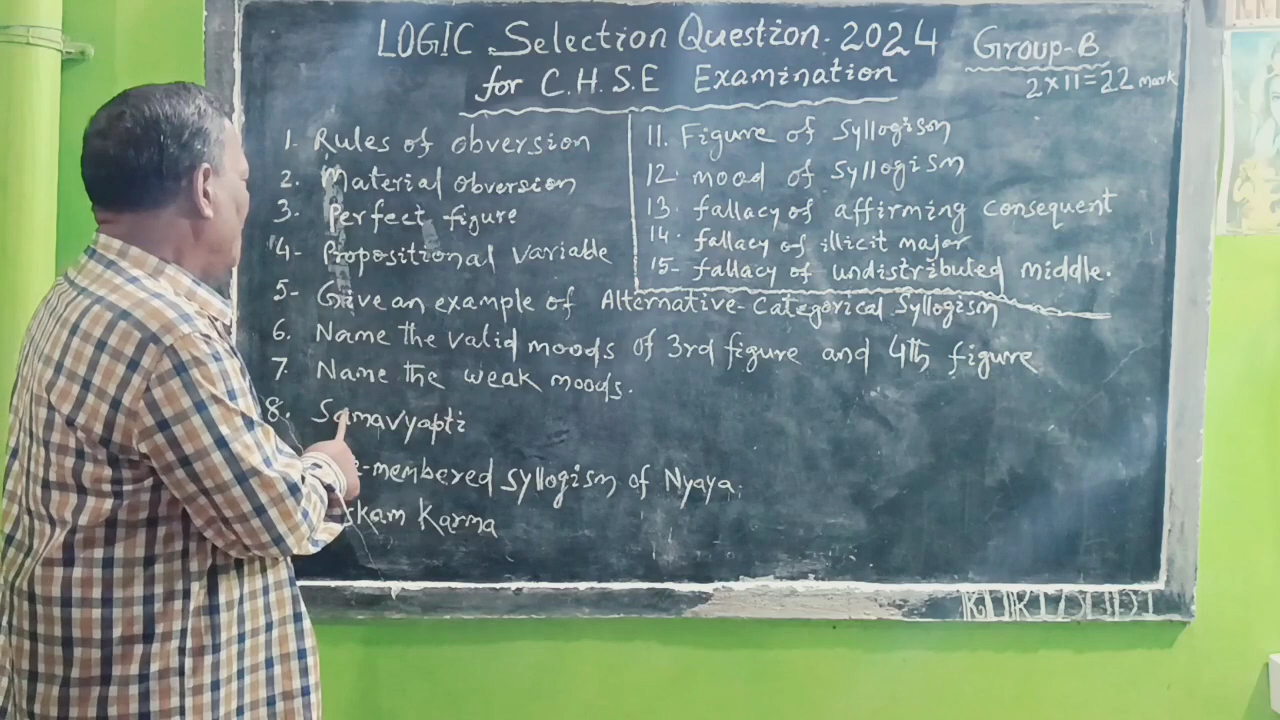 LOGIC Selection Question. 2024
for C.H.S.E Examination
Group-B
2 x 11 = 22 mark
1. Rules of obversion
2. Material obversion
3. Perfect figure
4- Propositional variable
5- Give an example of Alternative-Categorical Syllogism
6. Name the valid moods of 3rd figure and 4th figure
7 Name the weak moods.
8. Samavyapti
-membered syllogism of Nyaya.
skam Karma
11. Figure of Syllogism
12. mood of Syllogism
13. fallacy of affirming consequent
14. fallacy of illicit major
15- fallacy of undistributed middle.